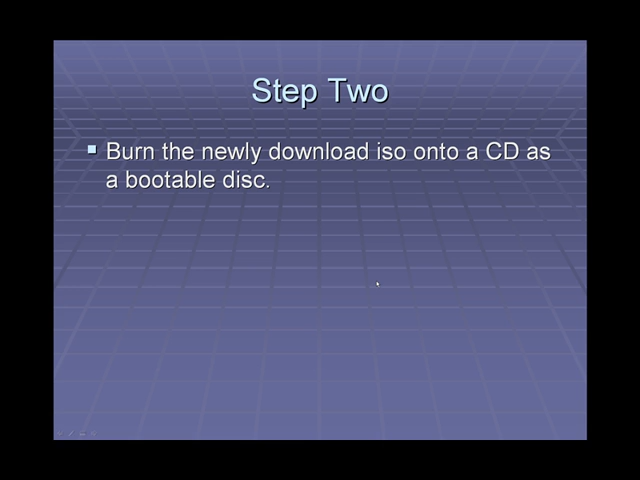 Step Two
Burn the newly download iso onto a CD as
a bootable disc.